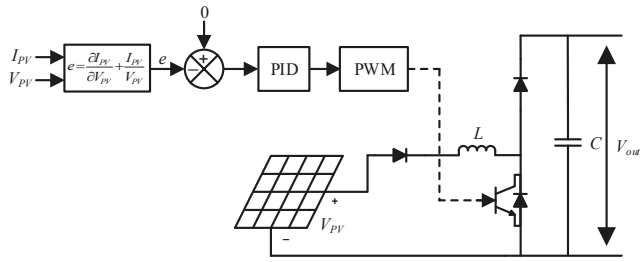 0
I_PV
V_PV
e=∂I_PV/∂V_PV+I_PV/V_PV
e
+
−
PID
PWM
L
C
V_out
+
V_PV
−